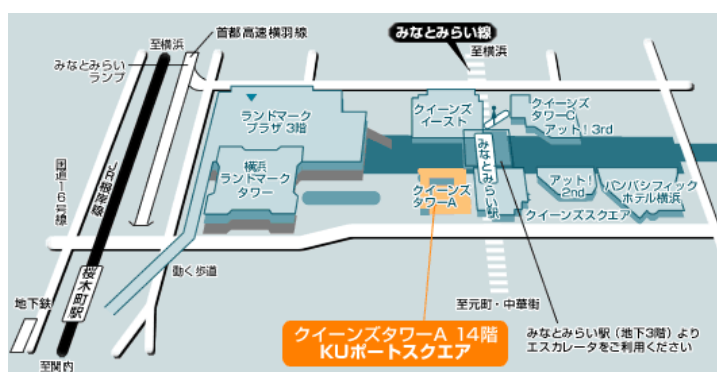 首都高速横羽線
至横浜
みなとみらい
ランプ
みなとみらい線
至横浜
ランドマーク
プラザ 3階
クイーンズ
イースト
クイーンズ
タワーC
アット!3rd
国道16号線
JR根岸線
横浜
ランドマーク
タワー
みなとみらい駅
クイーンズ
タワーA
アット!
2nd
パンパシフィック
ホテル横浜
クイーンズスクエア
桜木町駅
動く歩道
地下鉄
至関内
至元町・中華街
みなとみらい駅(地下3階)より
エスカレータをご利用ください
クイーンズタワーA 14階
KUポートスクエア